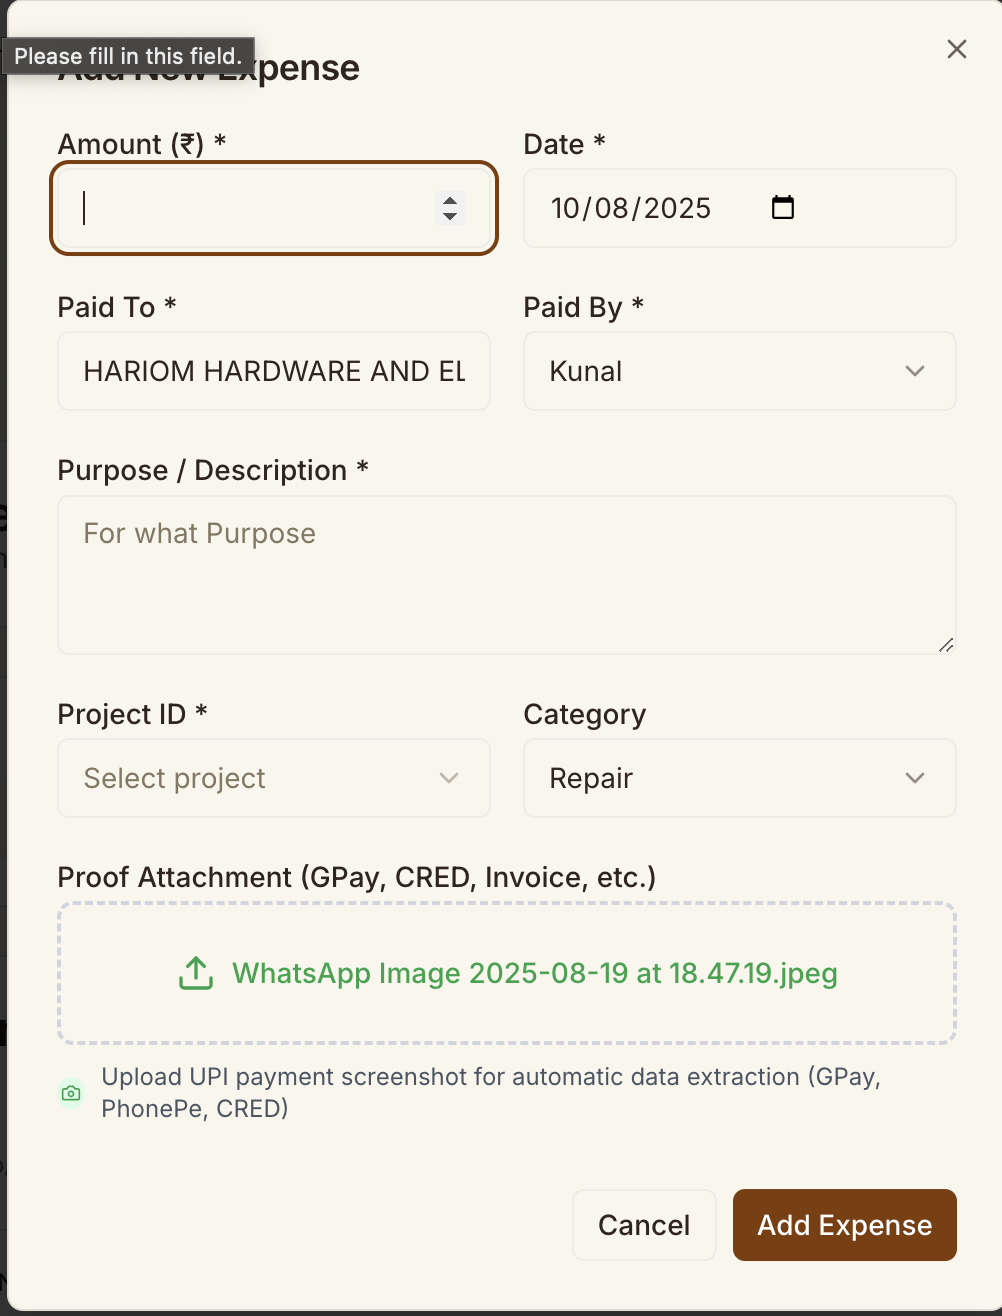 Please fill in this field.
Add New Expense
Amount (₹) *
Date *
10/08/2025
Paid To *
Paid By *
HARIOM HARDWARE AND EL
Kunal
Purpose / Description *
For what Purpose
Project ID *
Category
Select project
Repair
Proof Attachment (GPay, CRED, Invoice, etc.)
WhatsApp Image 2025-08-19 at 18.47.19.jpeg
Upload UPI payment screenshot for automatic data extraction (GPay,
PhonePe, CRED)
Cancel
Add Expense